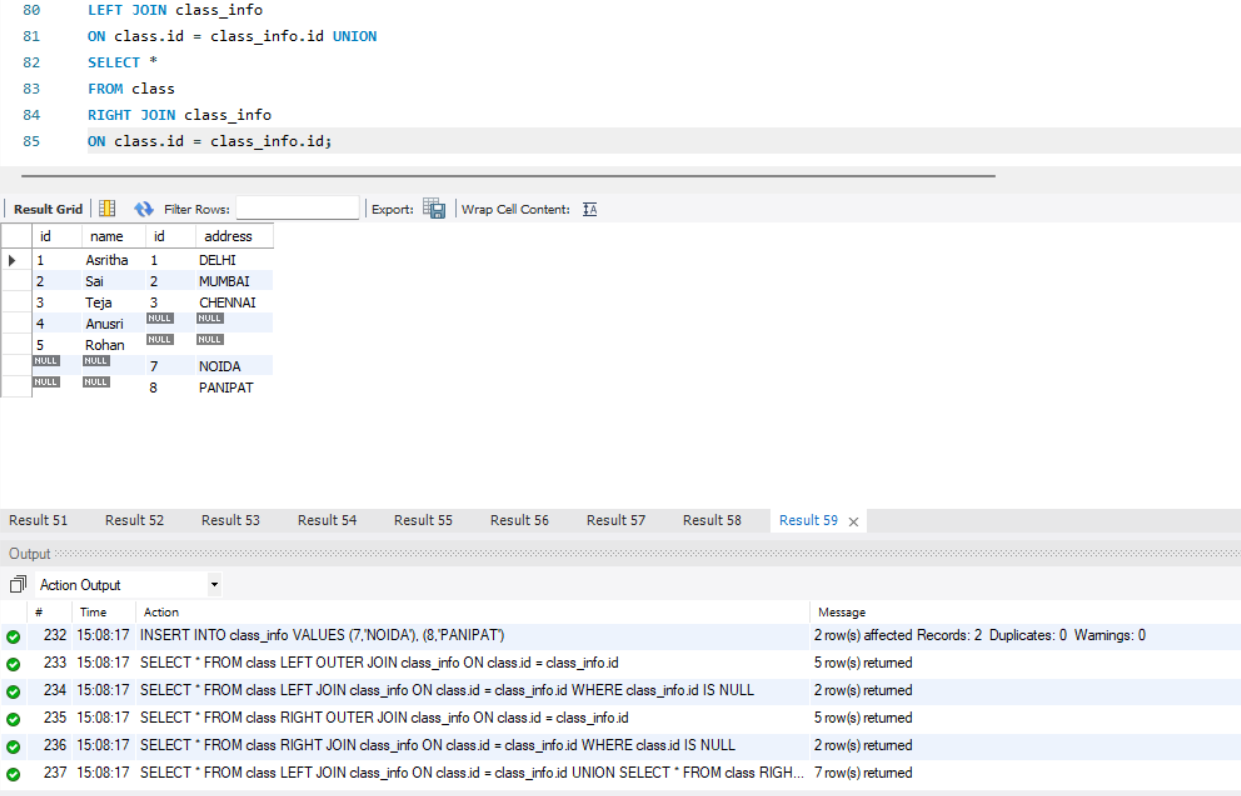 80 LEFT JOIN class_info
81 ON class.id = class_info.id UNION
82 SELECT *
83 FROM class
84 RIGHT JOIN class_info
85 ON class.id = class_info.id;
Result Grid Filter Rows: Export: Wrap Cell Content: IA
id name id address
1 Asritha 1 DELHI
2 Sai 2 MUMBAI
3 Teja 3 CHENNAI
4 Anusri NULL NULL
5 Rohan NULL NULL
NULL NULL 7 NOIDA
NULL NULL 8 PANIPAT
Result 51 Result 52 Result 53 Result 54 Result 55 Result 56 Result 57 Result 58 Result 59
Output
Action Output
# Time Action Message
232 15:08:17 INSERT INTO class_info VALUES (7,'NOIDA'), (8,'PANIPAT') 2 row(s) affected Records: 2 Duplicates: 0 Warnings: 0
233 15:08:17 SELECT * FROM class LEFT OUTER JOIN class_info ON class.id = class_info.id 5 row(s) returned
234 15:08:17 SELECT * FROM class LEFT JOIN class_info ON class.id = class_info.id WHERE class_info.id IS NULL 2 row(s) returned
235 15:08:17 SELECT * FROM class RIGHT OUTER JOIN class_info ON class.id = class_info.id 5 row(s) returned
236 15:08:17 SELECT * FROM class RIGHT JOIN class_info ON class.id = class_info.id WHERE class.id IS NULL 2 row(s) returned
237 15:08:17 SELECT * FROM class LEFT JOIN class_info ON class.id = class_info.id UNION SELECT * FROM class RIGH... 7 row(s) returned